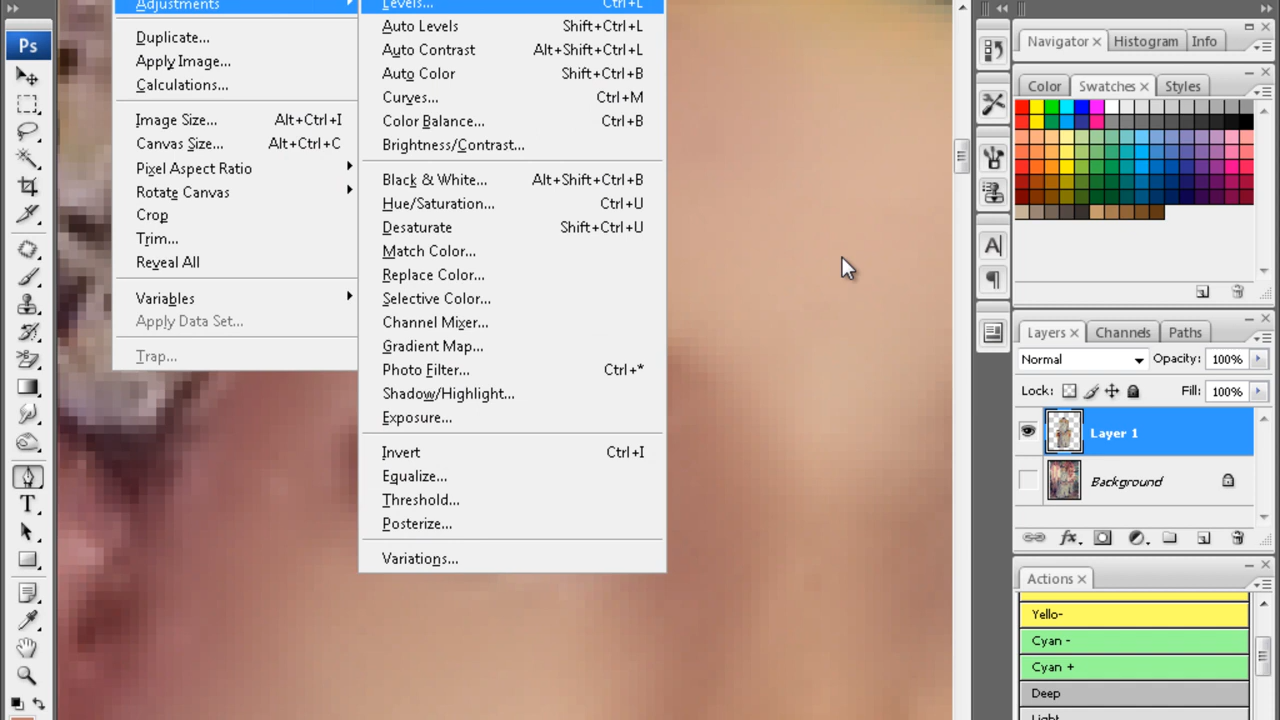 Adjustments
Duplicate...
Apply Image...
Calculations...
Image Size... Alt+Ctrl+I
Canvas Size... Alt+Ctrl+C
Pixel Aspect Ratio
Rotate Canvas
Crop
Trim...
Reveal All
Variables
Apply Data Set...
Trap...
Levels... Ctrl+L
Auto Levels Shift+Ctrl+L
Auto Contrast Alt+Shift+Ctrl+L
Auto Color Shift+Ctrl+B
Curves... Ctrl+M
Color Balance... Ctrl+B
Brightness/Contrast...
Black & White... Alt+Shift+Ctrl+B
Hue/Saturation... Ctrl+U
Desaturate Shift+Ctrl+U
Match Color...
Replace Color...
Selective Color...
Channel Mixer...
Gradient Map...
Photo Filter... Ctrl+*
Shadow/Highlight...
Exposure...
Invert Ctrl+I
Equalize...
Threshold...
Posterize...
Variations...
Ps
T
A
Navigator Histogram Info
Color Swatches Styles
Layers Channels Paths
Normal Opacity: 100%
Lock: Fill: 100%
Layer 1
Background
fx
Actions
Yello-
Cyan -
Cyan +
Deep
Light